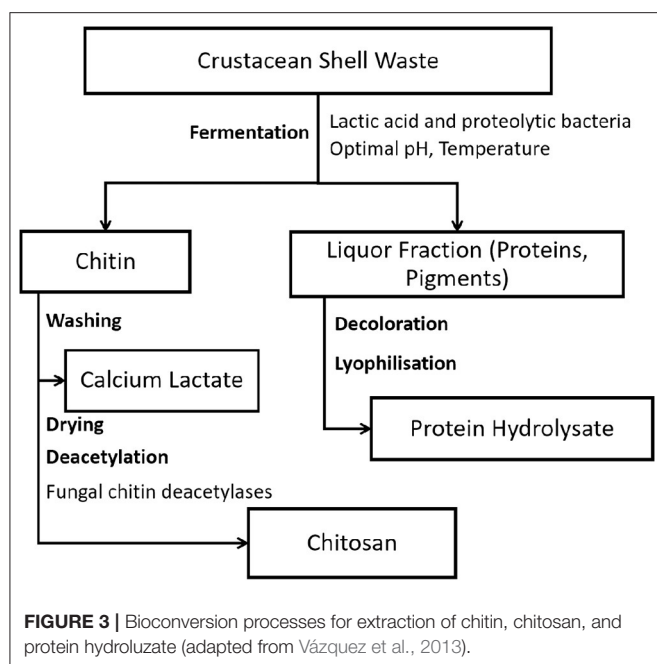 Crustacean Shell Waste
Fermentation
Lactic acid and proteolytic bacteria
Optimal pH, Temperature
Chitin
Liquor Fraction (Proteins,
Pigments)
Washing
Decoloration
Lyophilisation
Calcium Lactate
Drying
Deacetylation
Fungal chitin deacetylases
Protein Hydrolysate
Chitosan
FIGURE 3 | Bioconversion processes for extraction of chitin, chitosan, and
protein hydroluzate (adapted from Vázquez et al., 2013).